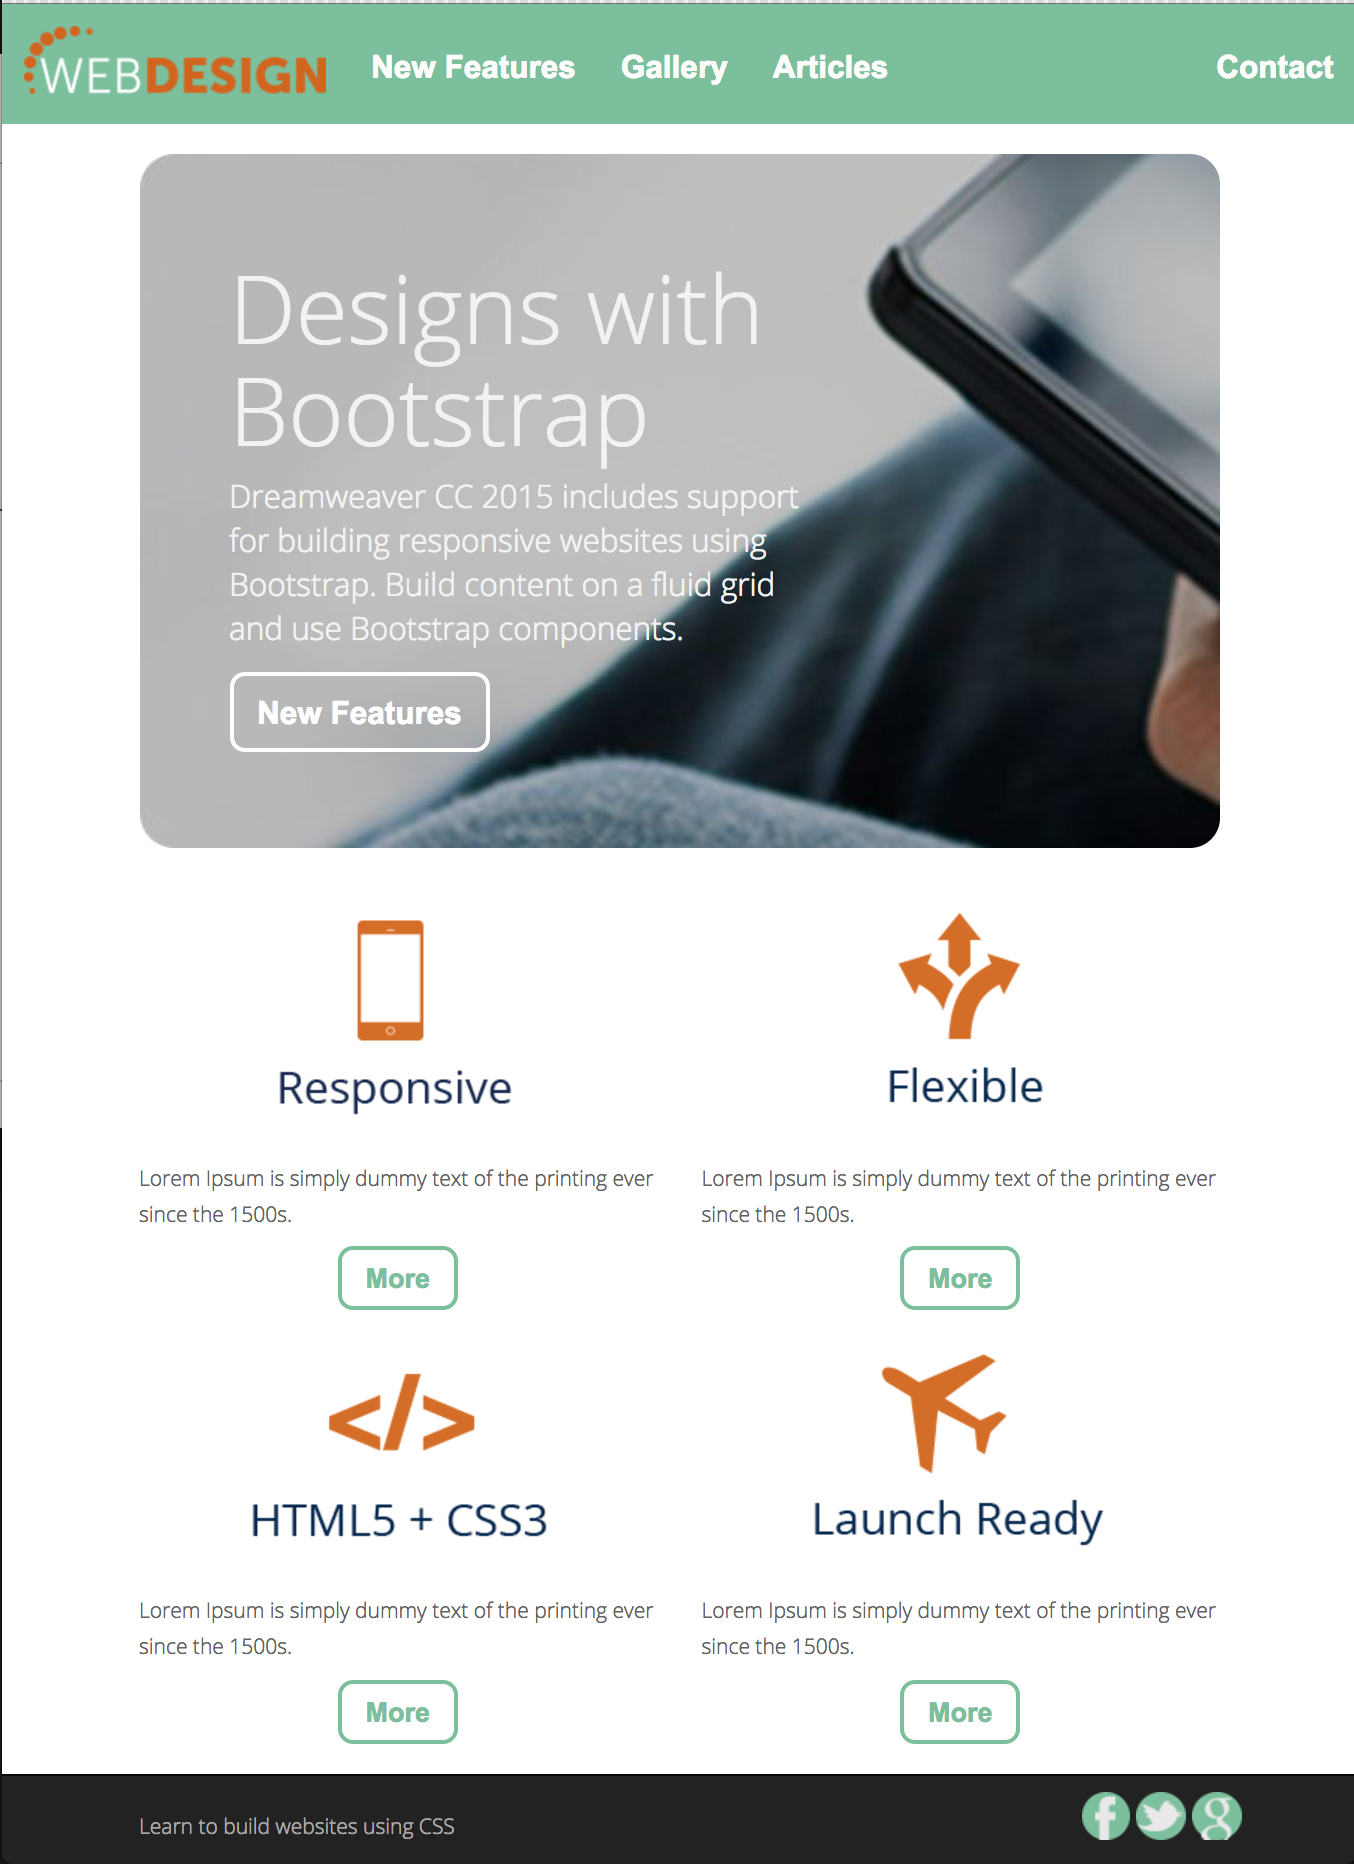 WEBDESIGN
New Features Gallery Articles Contact
Designs with
Bootstrap
Dreamweaver CC 2015 includes support
for building responsive websites using
Bootstrap. Build content on a fluid grid
and use Bootstrap components.
New Features
Responsive
Lorem Ipsum is simply dummy text of the printing ever
since the 1500s.
More
Flexible
Lorem Ipsum is simply dummy text of the printing ever
since the 1500s.
More
</>
HTML5 + CSS3
Lorem Ipsum is simply dummy text of the printing ever
since the 1500s.
More
Launch Ready
Lorem Ipsum is simply dummy text of the printing ever
since the 1500s.
More
Learn to build websites using CSS